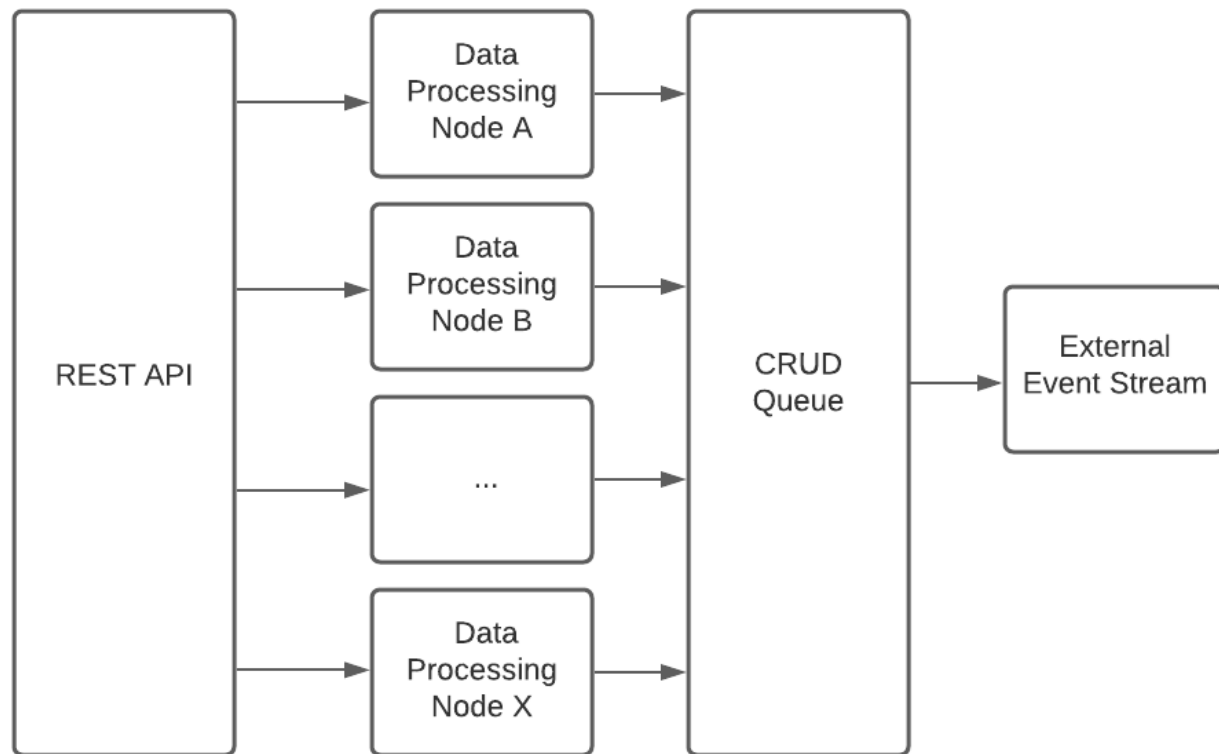 REST API
Data
Processing
Node A
Data
Processing
Node B
...
Data
Processing
Node X
CRUD
Queue
External
Event Stream